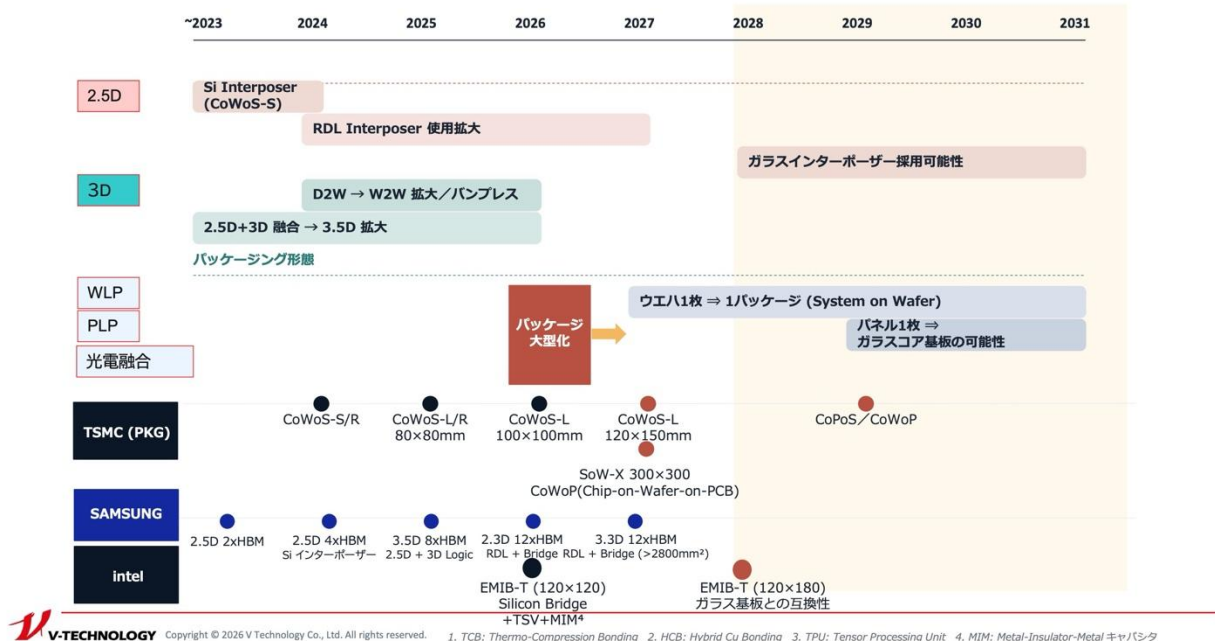 ~2023 2024 2025 2026 2027 2028 2029 2030 2031
2.5D
Si Interposer
(CoWoS-S)
RDL Interposer 使用拡大
ガラスインターポーザー採用可能性
3D
D2W → W2W 拡大／バンプレス
2.5D+3D 融合 → 3.5D 拡大
パッケージング形態
WLP
PLP
光電融合
パッケージ
大型化
ウエハ1枚 ⇒ 1パッケージ (System on Wafer)
パネル1枚 ⇒
ガラスコア基板の可能性
TSMC (PKG)
CoWoS-S/R
CoWoS-L/R
80×80mm
CoWoS-L
100×100mm
CoWoS-L
120×150mm
CoPoS／CoWoP
SoW-X 300×300
CoWoP(Chip-on-Wafer-on-PCB)
SAMSUNG
2.5D 2xHBM
2.5D 4xHBM
Si インターポーザー
3.5D 8xHBM
2.5D + 3D Logic
2.3D 12xHBM
RDL + Bridge
3.3D 12xHBM
RDL + Bridge (>2800mm²)
intel
EMIB-T (120×120)
Silicon Bridge
+TSV+MIM⁴
EMIB-T (120×180)
ガラス基板との互換性
V-TECHNOLOGY Copyright © 2026 V Technology Co., Ltd. All rights reserved. 1. TCB: Thermo-Compression Bonding 2. HCB: Hybrid Cu Bonding 3. TPU: Tensor Processing Unit 4. MIM: Metal-Insulator-Metal キャパシタ